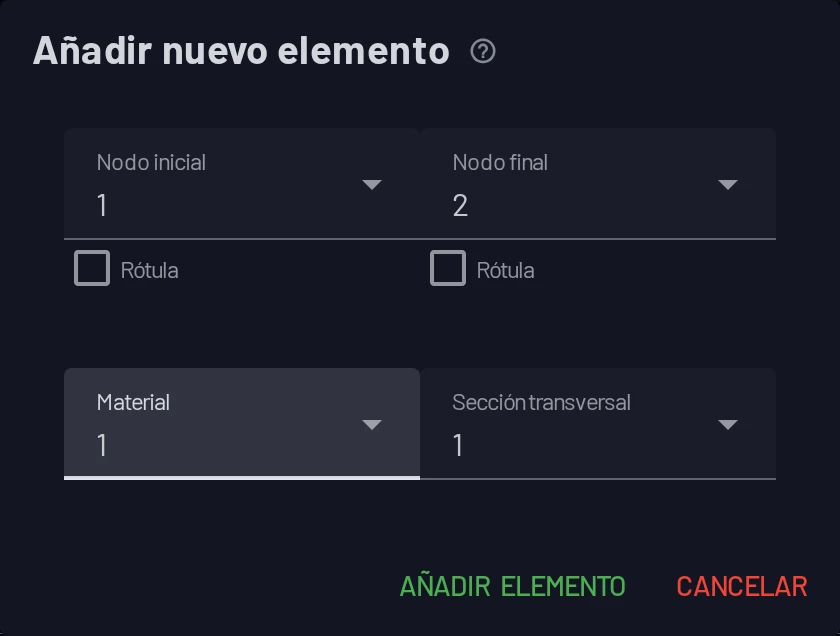 Añadir nuevo elemento ?
Nodo inicial
1
Nodo final
2
Rótula
Rótula
Material
1
Sección transversal
1
AÑADIR ELEMENTO
CANCELAR